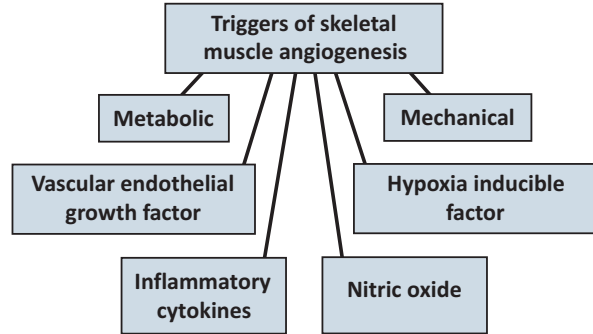 Triggers of skeletal
muscle angiogenesis
Metabolic
Mechanical
Vascular endothelial
growth factor
Hypoxia inducible
factor
Inflammatory
cytokines
Nitric oxide